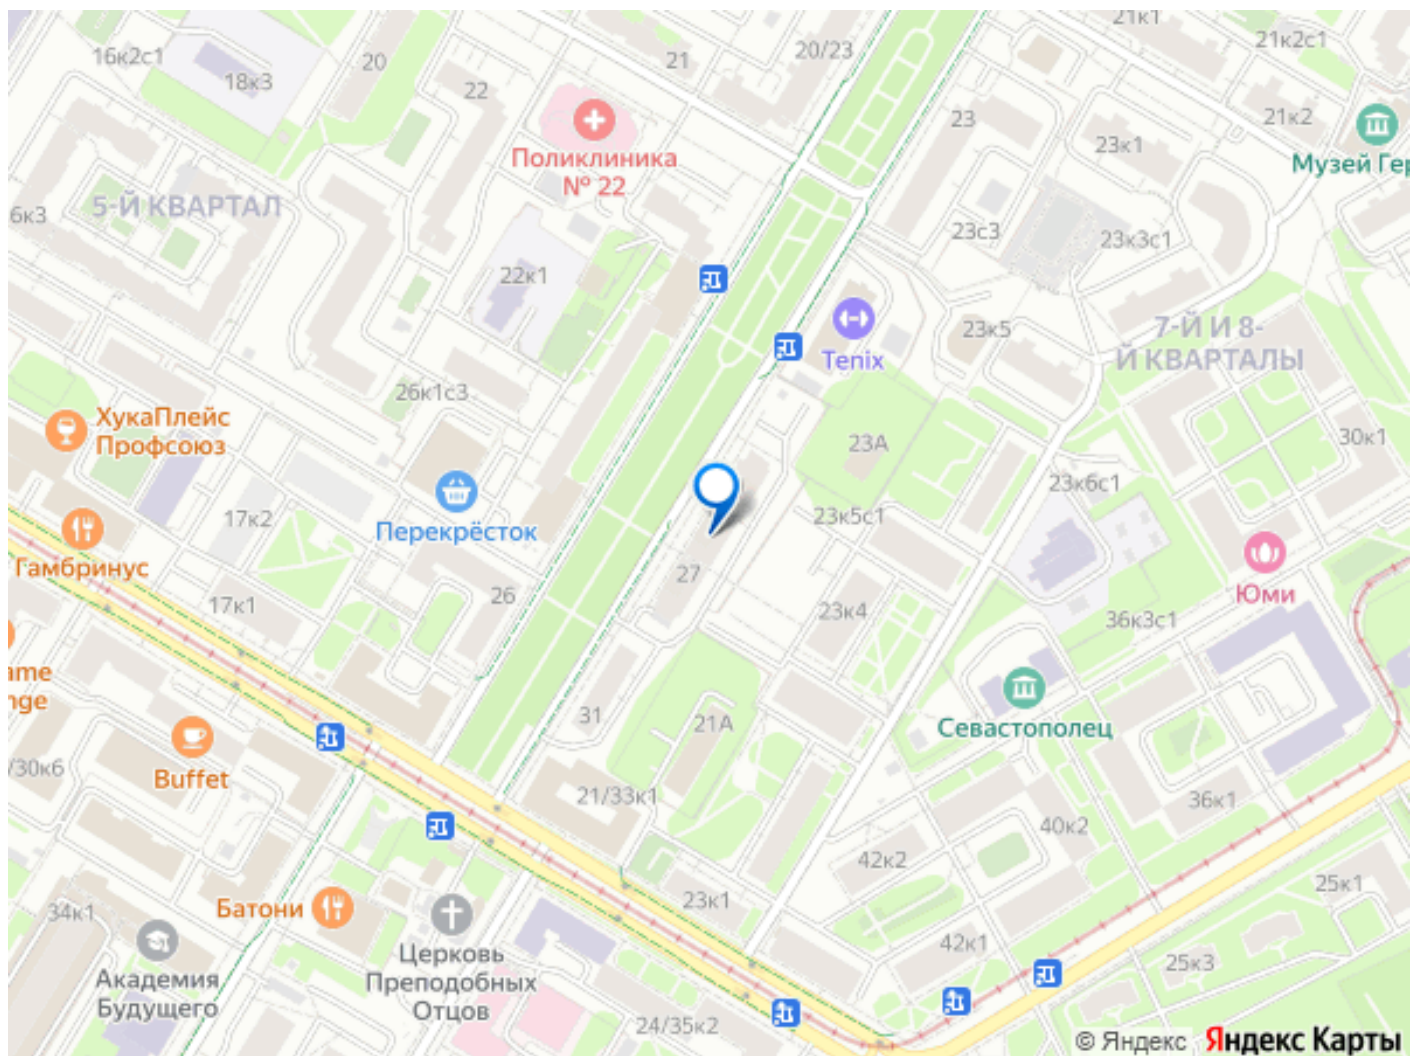 21к1
16к2с1
20
21
20/23
21к2с1
18к3
22
23
21к2
23к1
Музей Гер
Поликлиника
№ 22
5-Й КВАРТАЛ
6к3
23с3
23к3с1
22к1
Tenix
23к5
7-Й И 8-
Й КВАРТАЛЫ
26к1с3
ХукаПлейс
Профсоюз
23А
30к1
23к6с1
17к2
Перекрёсток
23к5с1
Гамбринус
27
26
17к1
23к4
Юми
36к3с1
ame
nge
31
21А
Севастополец
/30к6
Buffet
21/33к1
36к1
40к2
42к2
25к1
34к1
Батони
23к1
42к1
Церковь
Преподобных
Отцов
25к3
Академия
Будущего
24/35к2
© Яндекс Яндекс Карты